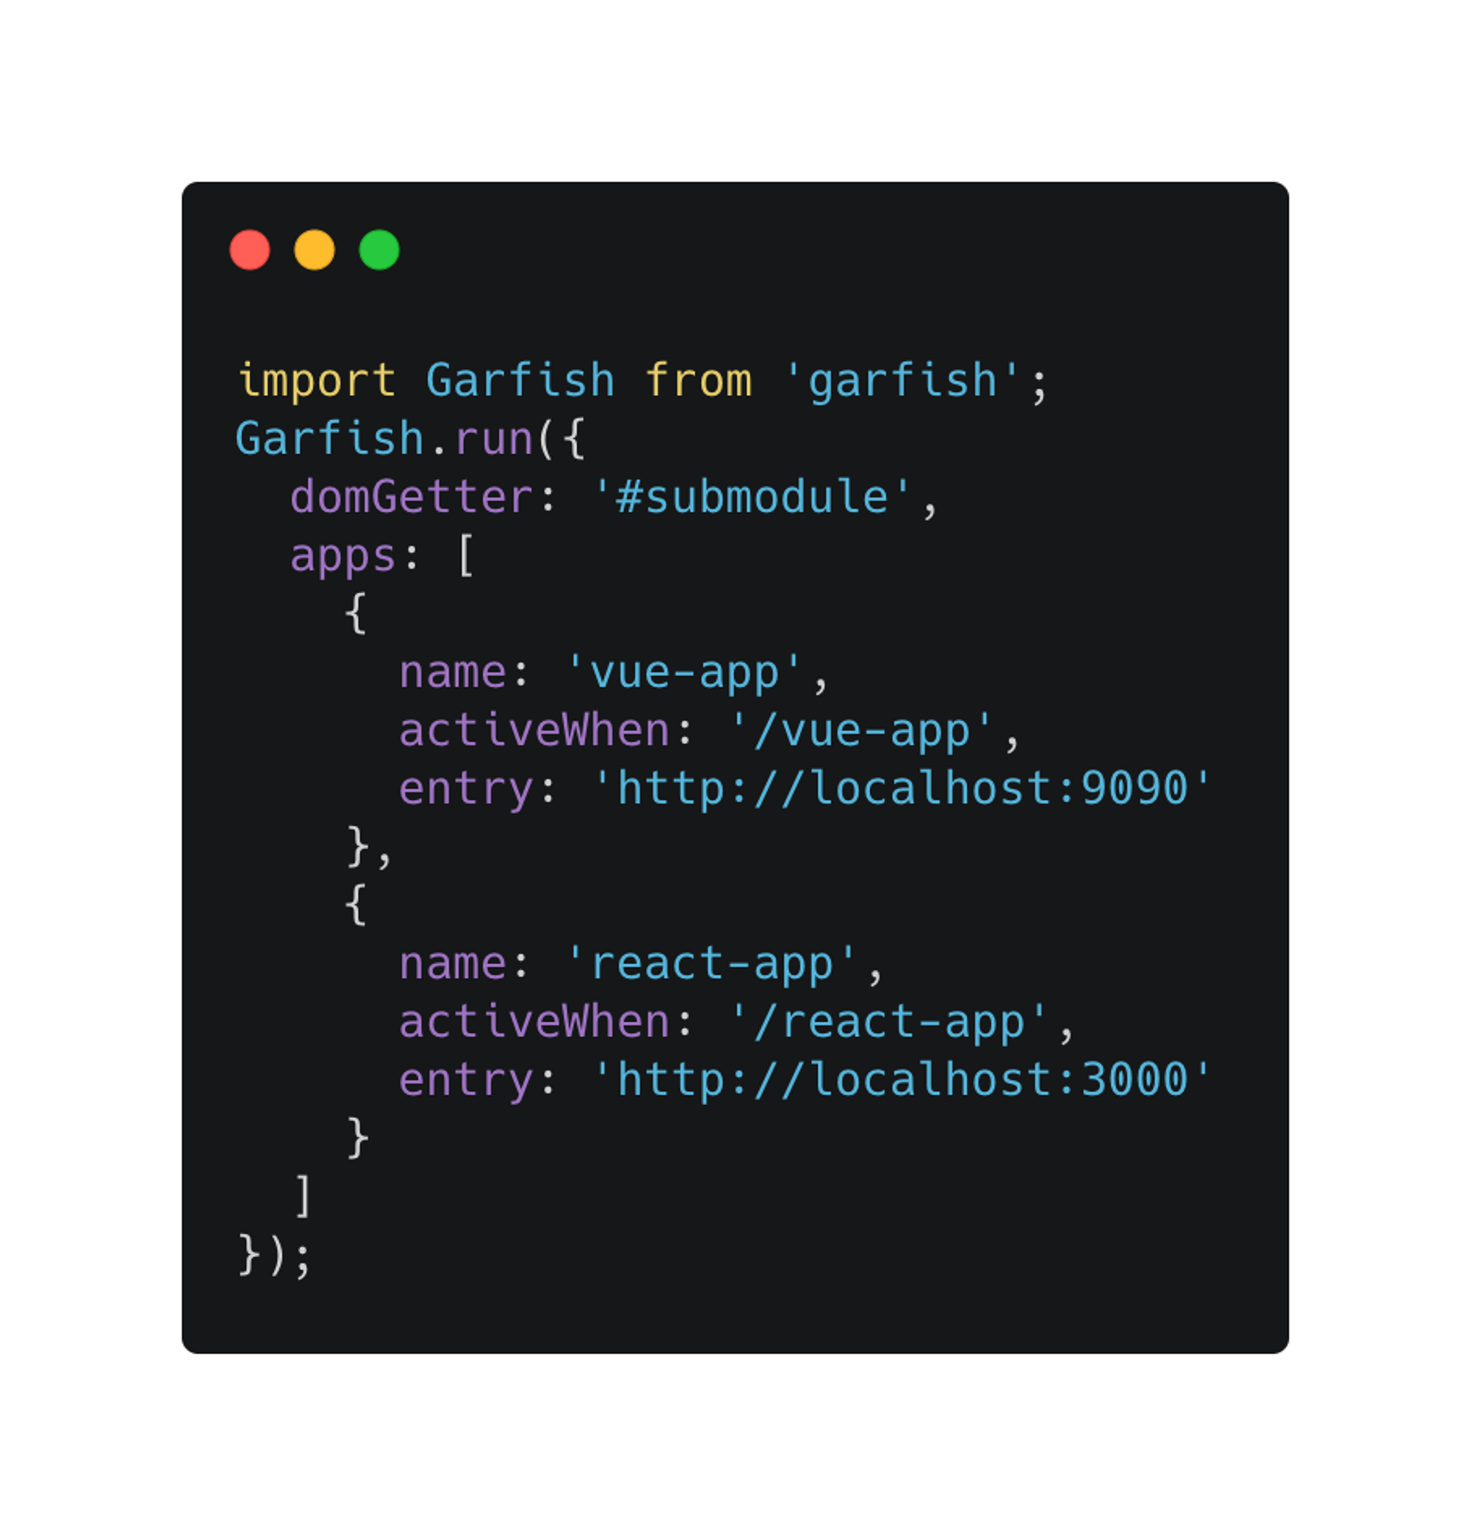 import Garfish from 'garfish';
Garfish.run({
  domGetter: '#submodule',
  apps: [
    {
      name: 'vue-app',
      activeWhen: '/vue-app',
      entry: 'http://localhost:9090'
    },
    {
      name: 'react-app',
      activeWhen: '/react-app',
      entry: 'http://localhost:3000'
    }
  ]
});